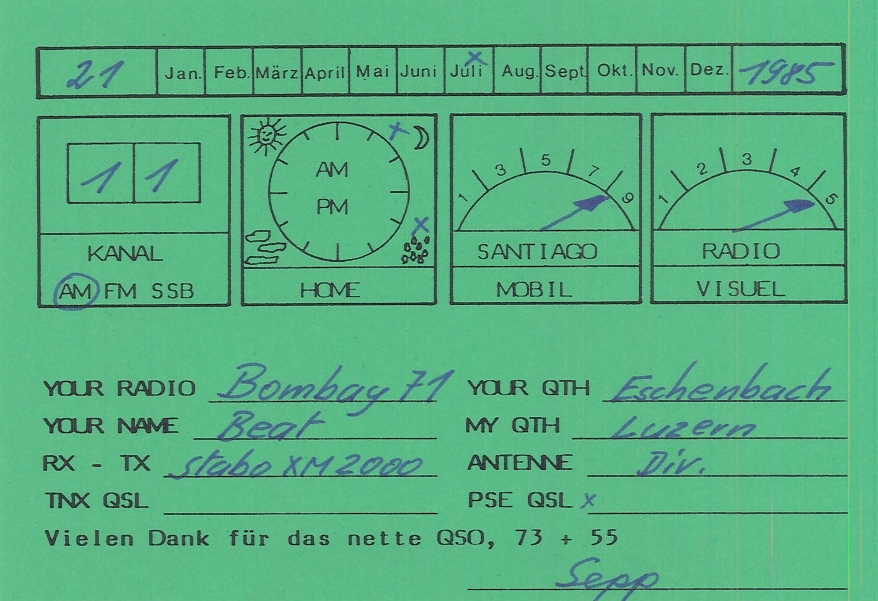 21 Jan. Feb. März April Mai Juni Juli x Aug. Sept. Okt. Nov. Dez. 1985
1 1
AM
PM
x
x
1 3 5 7 9
1 2 3 4 5
KANAL
AM FM SSB
HOME
SANTIAGO
MOBIL
RADIO
VISUEL
YOUR RADIO Bombay 71 YOUR QTH Eschenbach
YOUR NAME Beat MY QTH Luzern
RX - TX stabo XM2000 ANTENNE Div.
TNX QSL PSE QSL x
Vielen Dank für das nette QSO, 73 + 55
Sepp